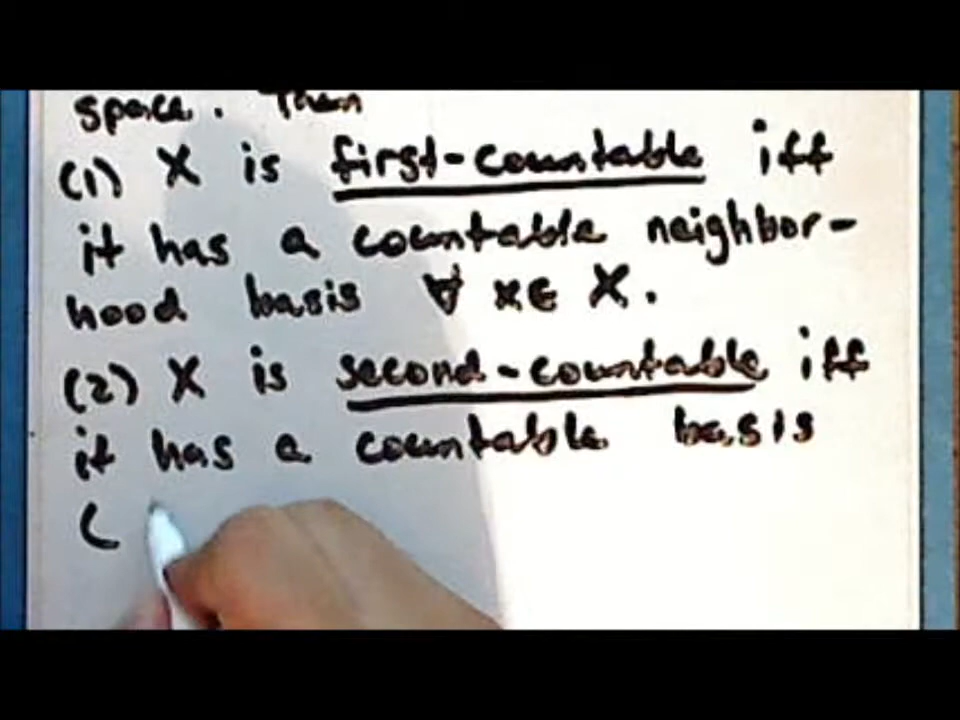 space. Then
(1) X is first-countable iff
it has a countable neighbor-
hood basis ∀ x∈ X.
(2) X is second-countable iff
it has a countable basis
(